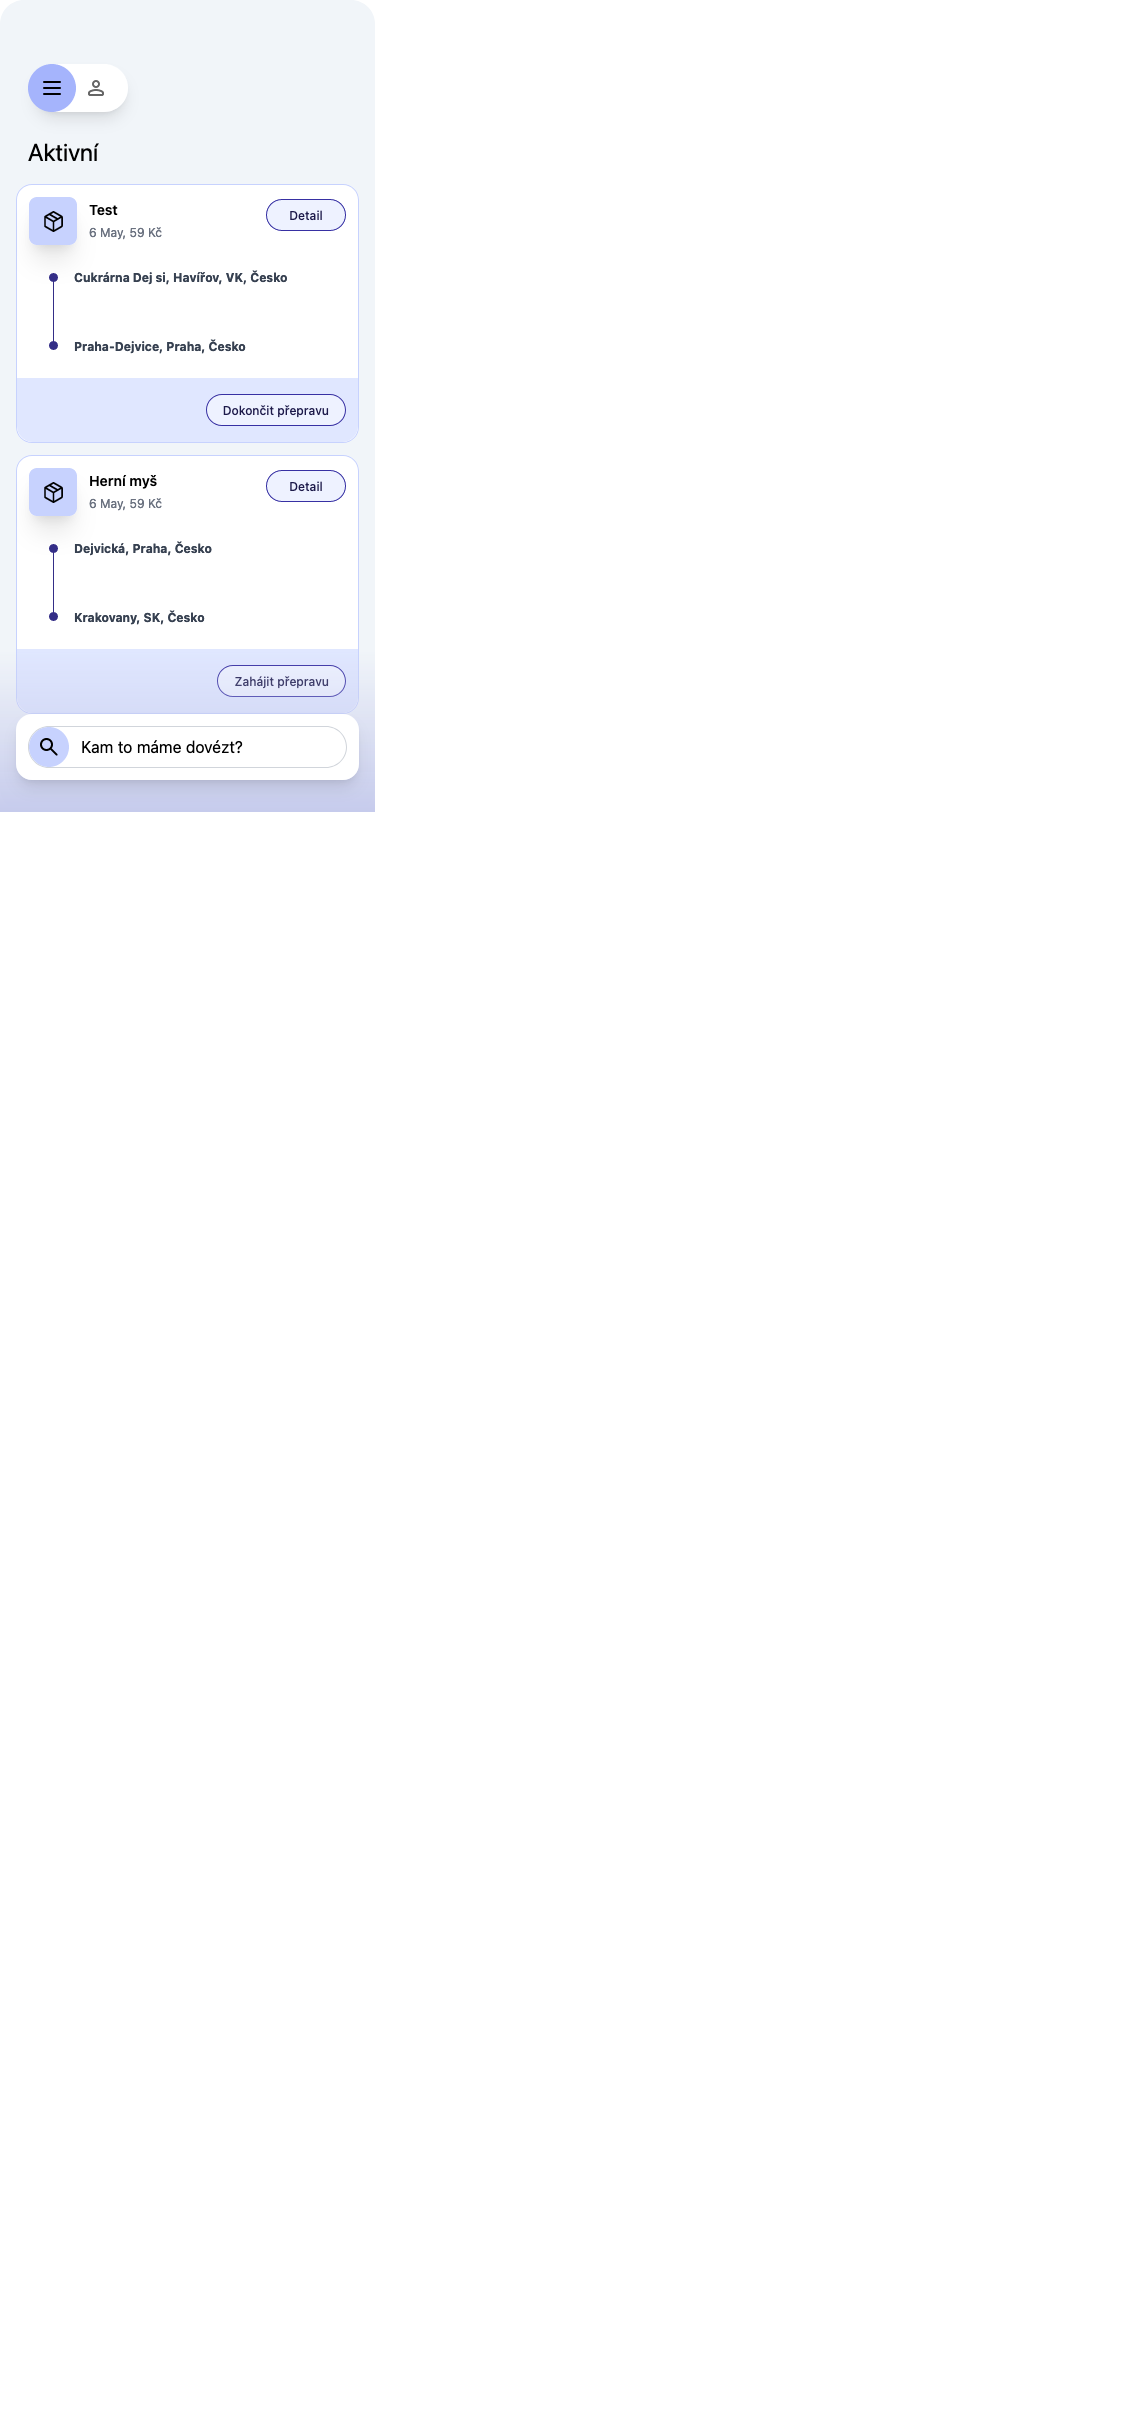 Aktivní
Test
6 May, 59 Kč
Detail
Cukrárna Dej si, Havířov, VK, Česko
Praha-Dejvice, Praha, Česko
Dokončit přepravu
Herní myš
6 May, 59 Kč
Detail
Dejvická, Praha, Česko
Krakovany, SK, Česko
Zahájit přepravu
Kam to máme dovézt?